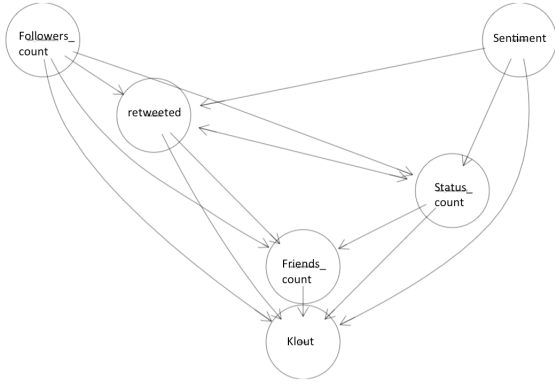 Followers_
count
Sentiment
retweeted
Status_
count
Friends_
count
Klout